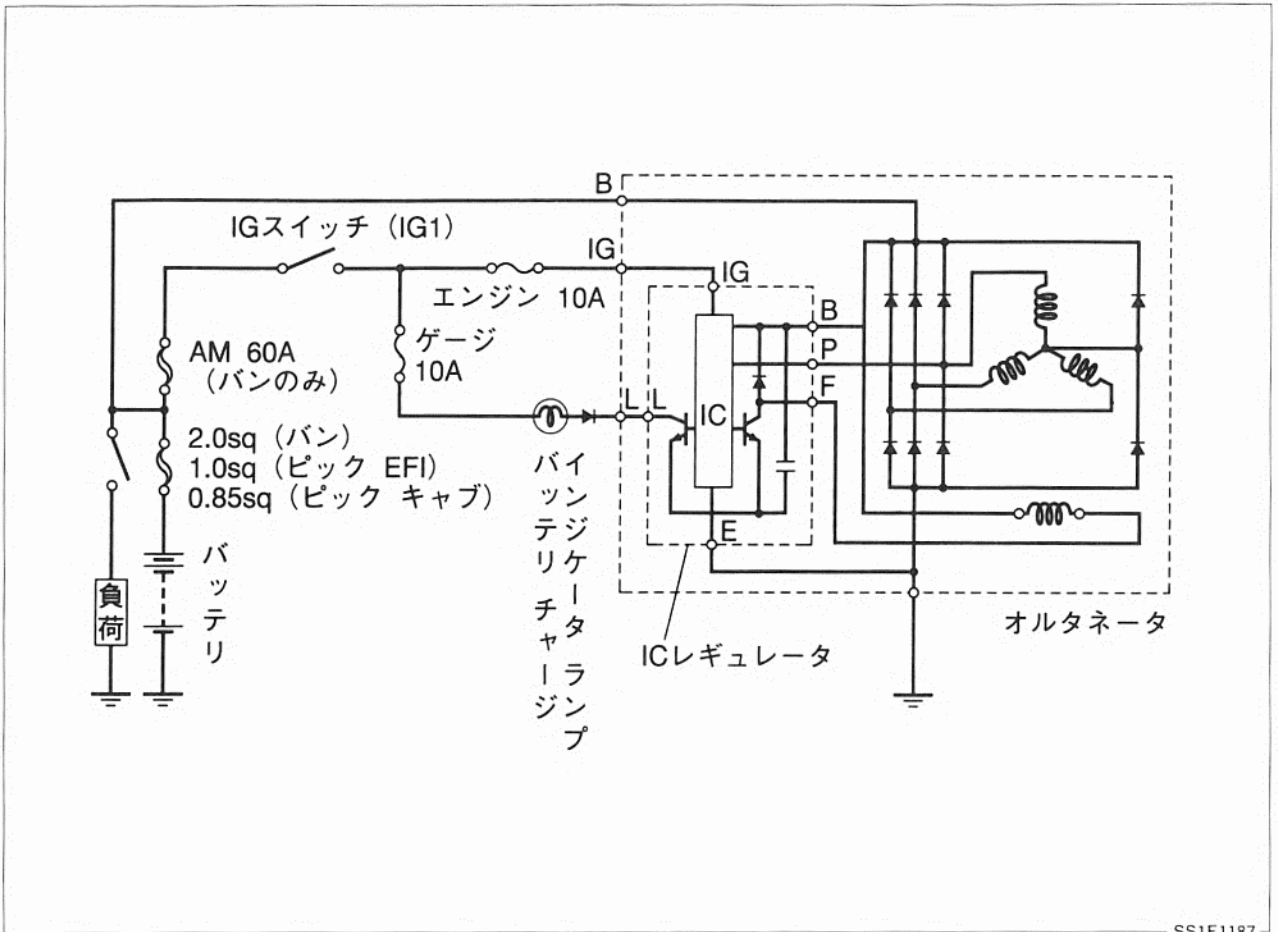 B
IGスイッチ（IG1）
IG
IG
エンジン 10A
B
ゲージ
10A
P
AM 60A
（バンのみ）
F
L
L
IC
2.0sq（バン）
1.0sq（ピック EFI）
0.85sq（ピック キャブ）
E
バッテリ
負荷
バッテリ チャージ
インジケータ ランプ
ICレギュレータ
オルタネータ
SS1E1187